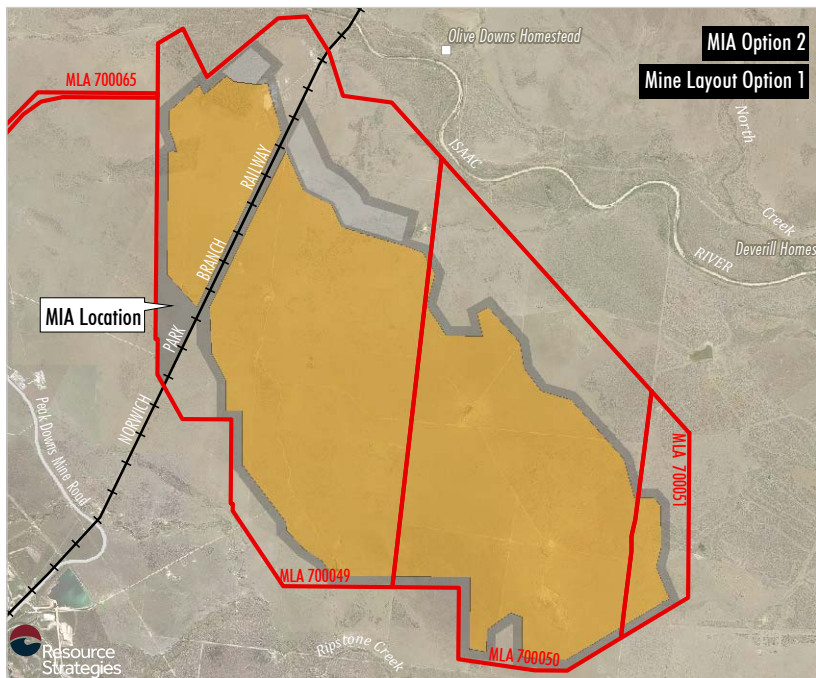 Olive Downs Homestead
MIA Option 2
Mine Layout Option 1
MLA 700065
North
Creek
ISAAC
RIVER
Deverill Homes
RAILWAY
BRANCH
PARK
NORWICH
MIA Location
Peak Downs Mine Road
MLA 700051
MLA 700049
MLA 700050
Ripstone Creek
Resource
Strategies